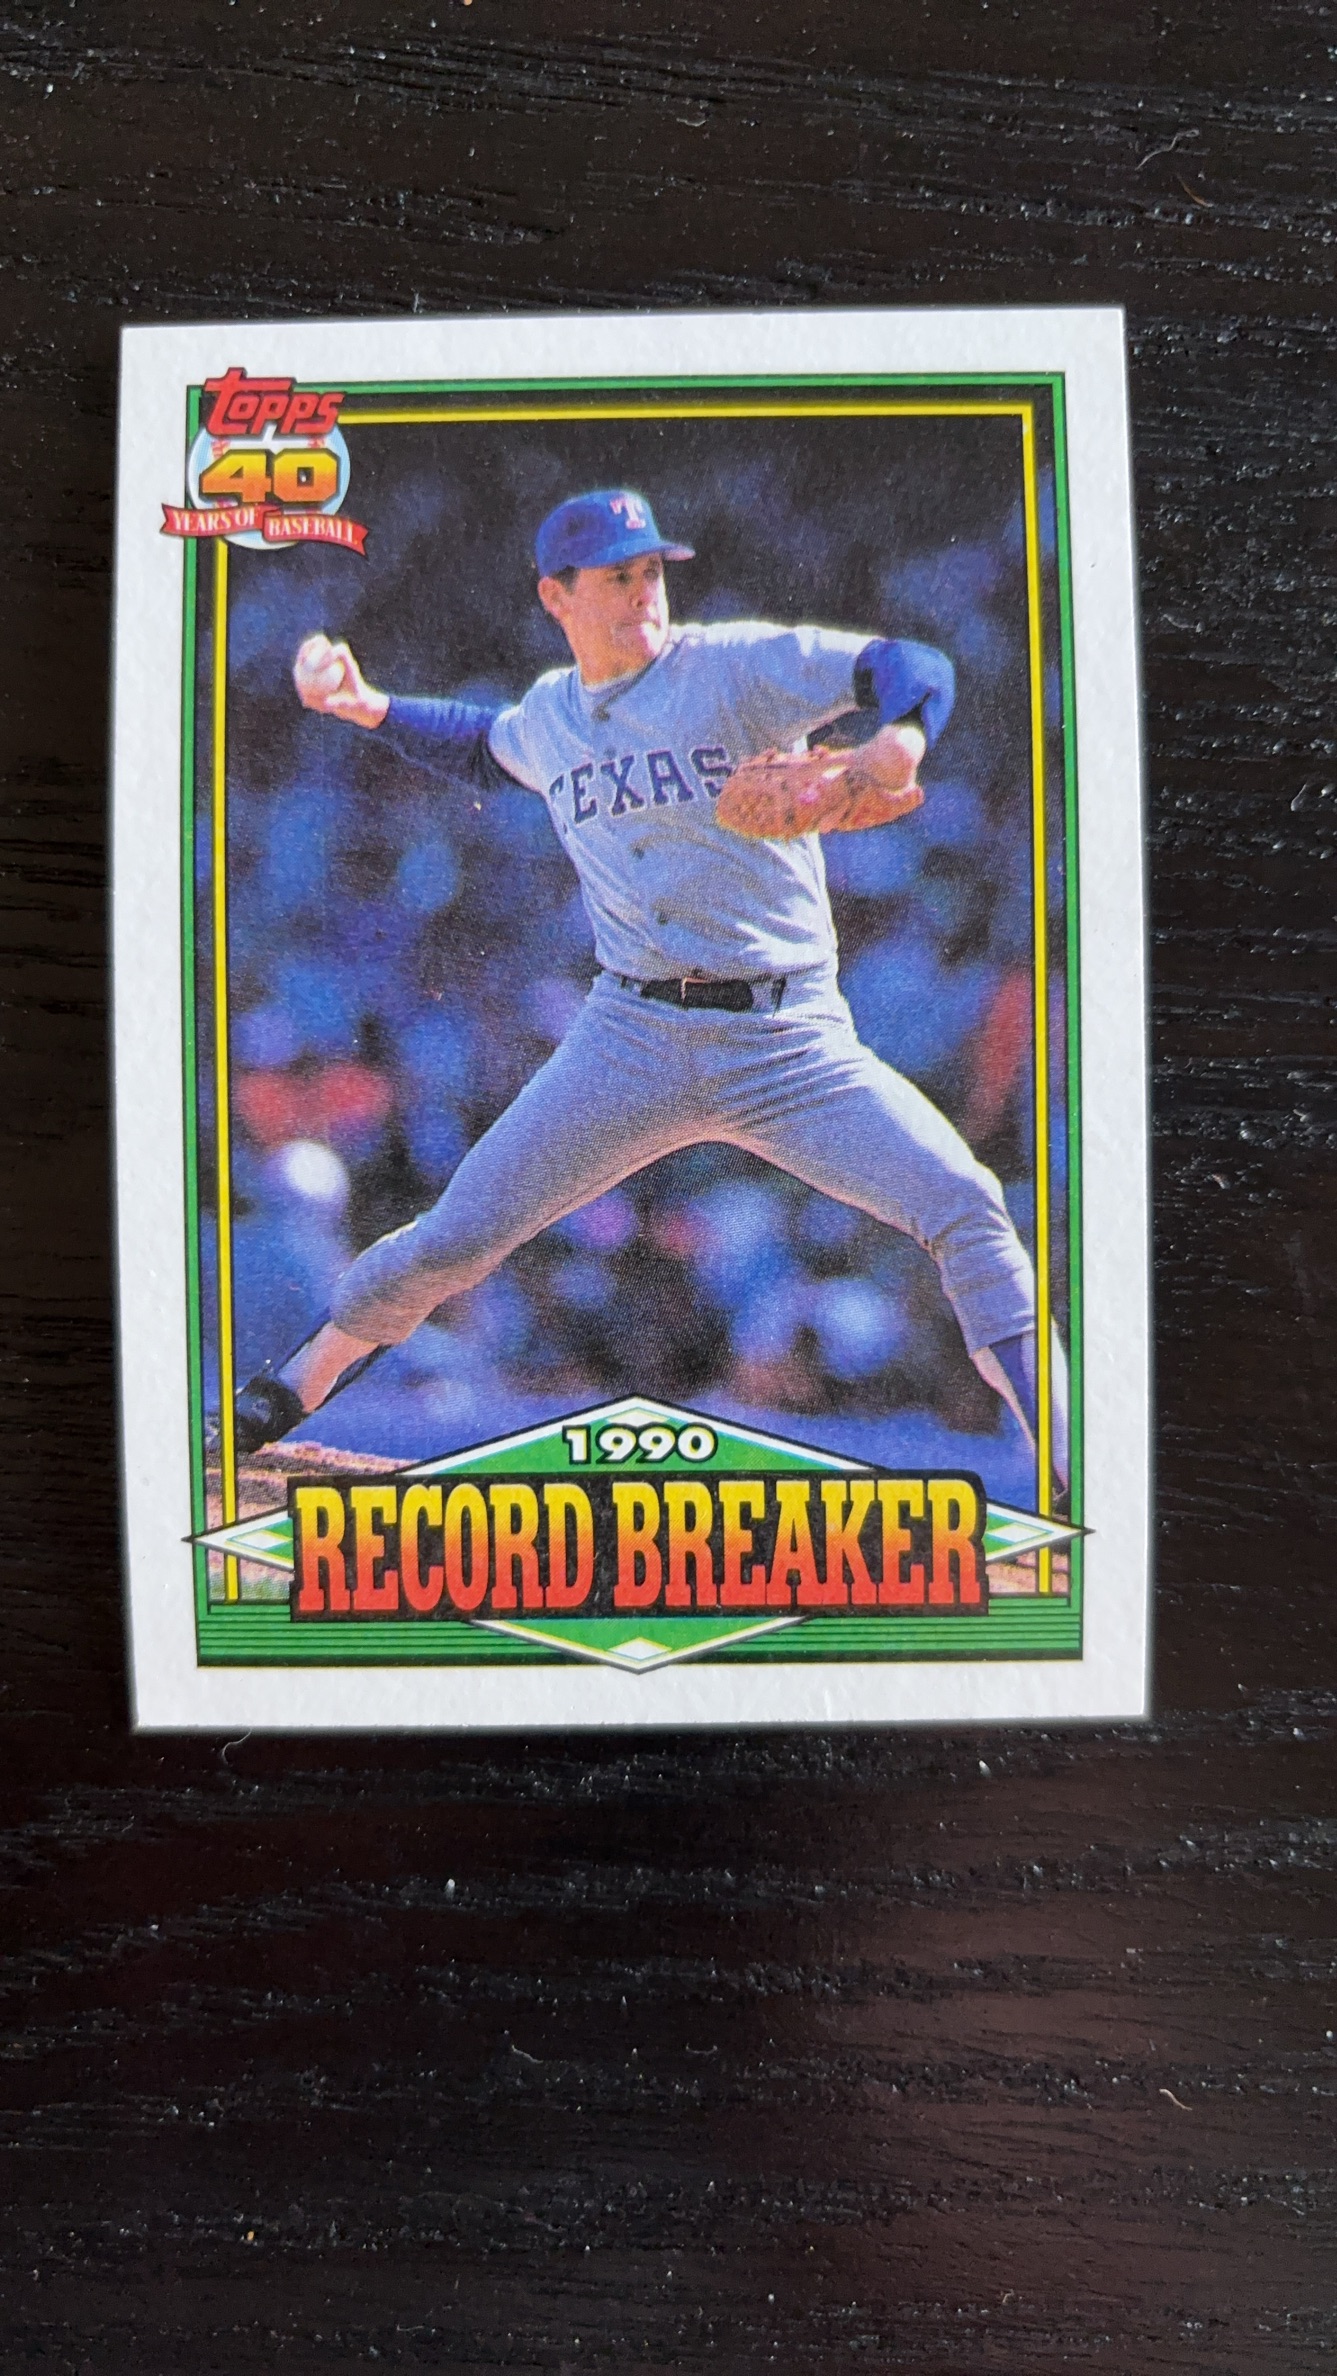 Topps
40
YEARS OF BASEBALL
T
TEXAS
1990
RECORD BREAKER